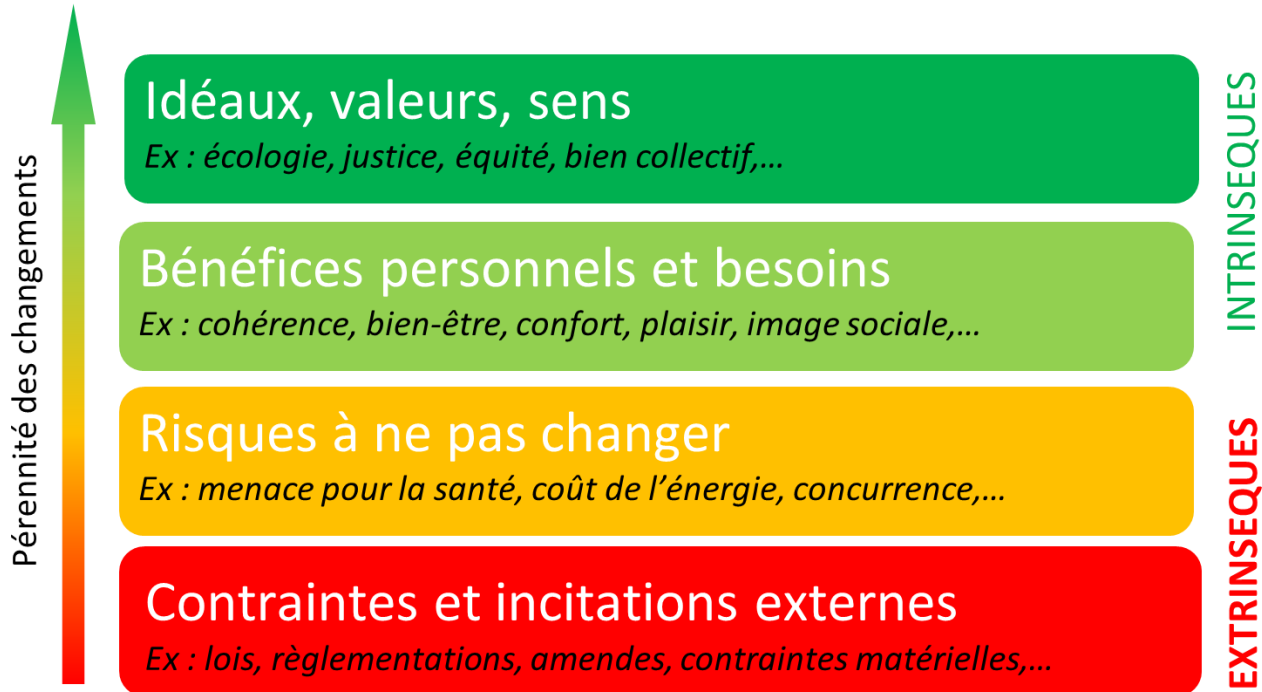 Pérennité des changements
Idéaux, valeurs, sens
Ex : écologie, justice, équité, bien collectif,…
Bénéfices personnels et besoins
Ex : cohérence, bien-être, confort, plaisir, image sociale,…
INTRINSEQUES
Risques à ne pas changer
Ex : menace pour la santé, coût de l’énergie, concurrence,…
Contraintes et incitations externes
Ex : lois, règlementations, amendes, contraintes matérielles,…
EXTRINSEQUES